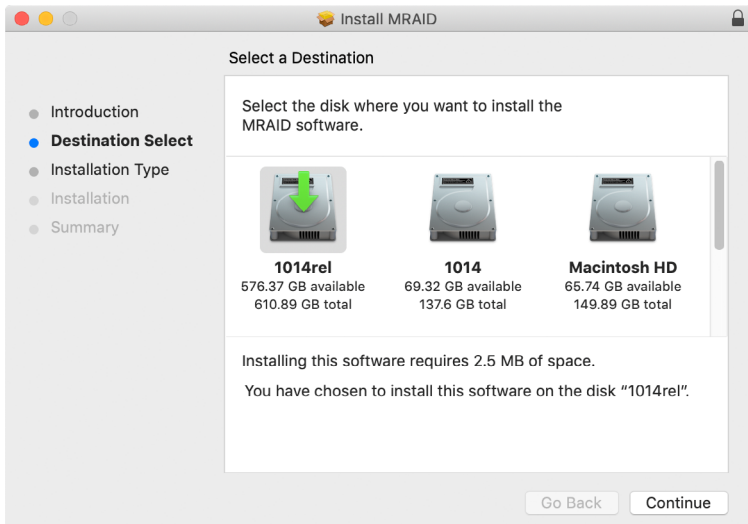 Install MRAID
Select a Destination
Introduction
Destination Select
Installation Type
Installation
Summary
Select the disk where you want to install the
MRAID software.
1014rel
576.37 GB available
610.89 GB total
1014
69.32 GB available
137.6 GB total
Macintosh HD
65.74 GB available
149.89 GB total
Installing this software requires 2.5 MB of space.
You have chosen to install this software on the disk “1014rel”.
Go Back
Continue